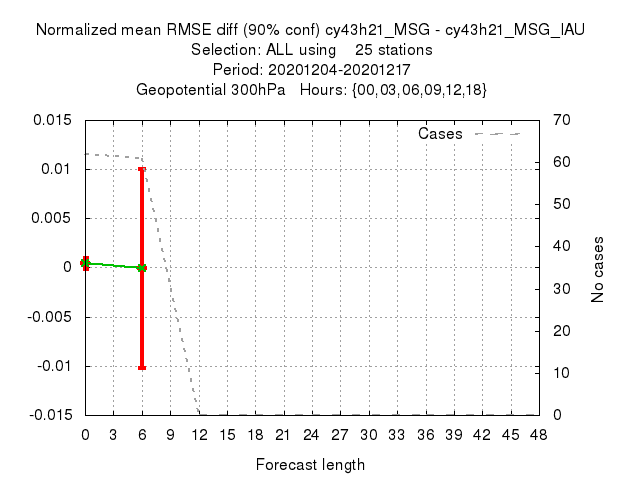 Normalized mean RMSE diff (90% conf) cy43h21_MSG - cy43h21_MSG_IAU
Selection: ALL using 25 stations
Period: 20201204-20201217
Geopotential 300hPa Hours: {00,03,06,09,12,18}
Cases
0.015
0.01
0.005
0
-0.005
-0.01
-0.015
70
60
50
40
30
20
10
0
No cases
0 3 6 9 12 15 18 21 24 27 30 33 36 39 42 45 48
Forecast length